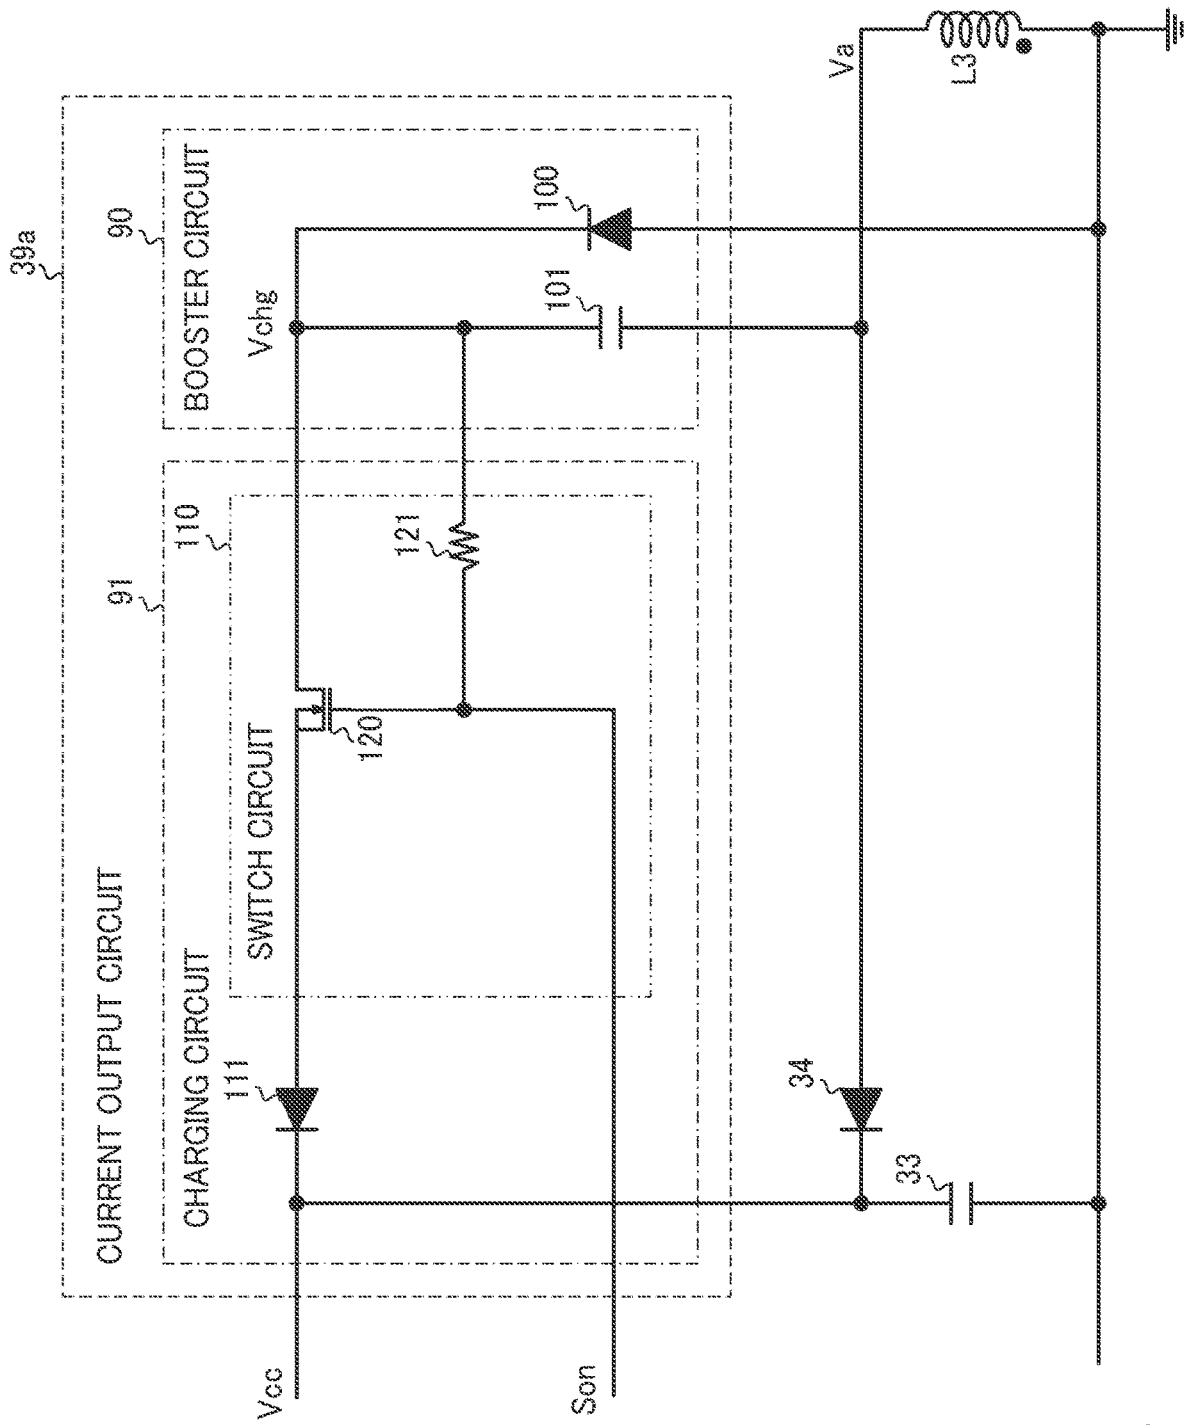 39a
CURRENT OUTPUT CIRCUIT
91
90
CHARGING CIRCUIT
BOOSTER CIRCUIT
110
SWITCH CIRCUIT
111
120
121
Vchg
101
100
Vcc
Son
34
33
Va
L3